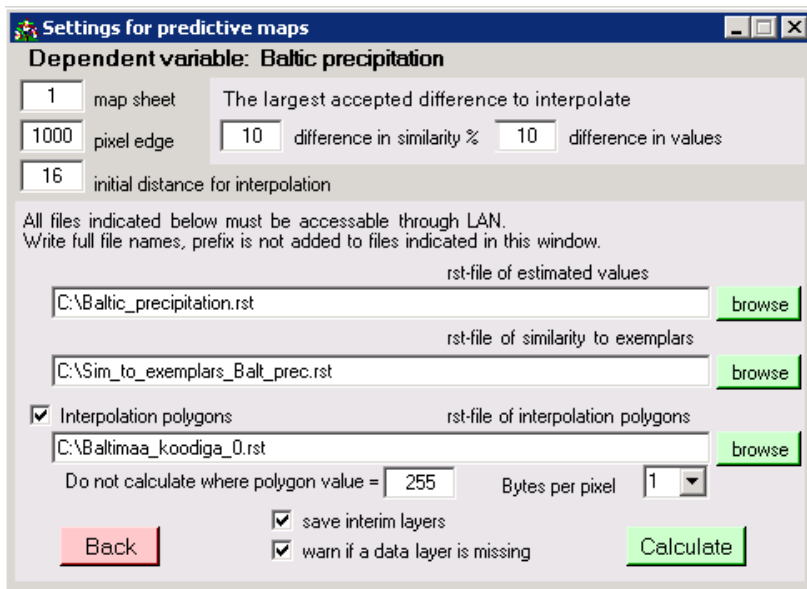 Settings for predictive maps
Dependent variable: Baltic precipitation
1 map sheet The largest accepted difference to interpolate
1000 pixel edge 10 difference in similarity % 10 difference in values
16 initial distance for interpolation
All files indicated below must be accessable through LAN.
Write full file names, prefix is not added to files indicated in this window.
rst-file of estimated values
C:\Baltic_precipitation.rst browse
rst-file of similarity to exemplars
C:\Sim_to_exemplars_Balt_prec.rst browse
Interpolation polygons rst-file of interpolation polygons
C:\Baltimaa_koodiga_0.rst browse
Do not calculate where polygon value = 255 Bytes per pixel 1
save interim layers
Back warn if a data layer is missing Calculate